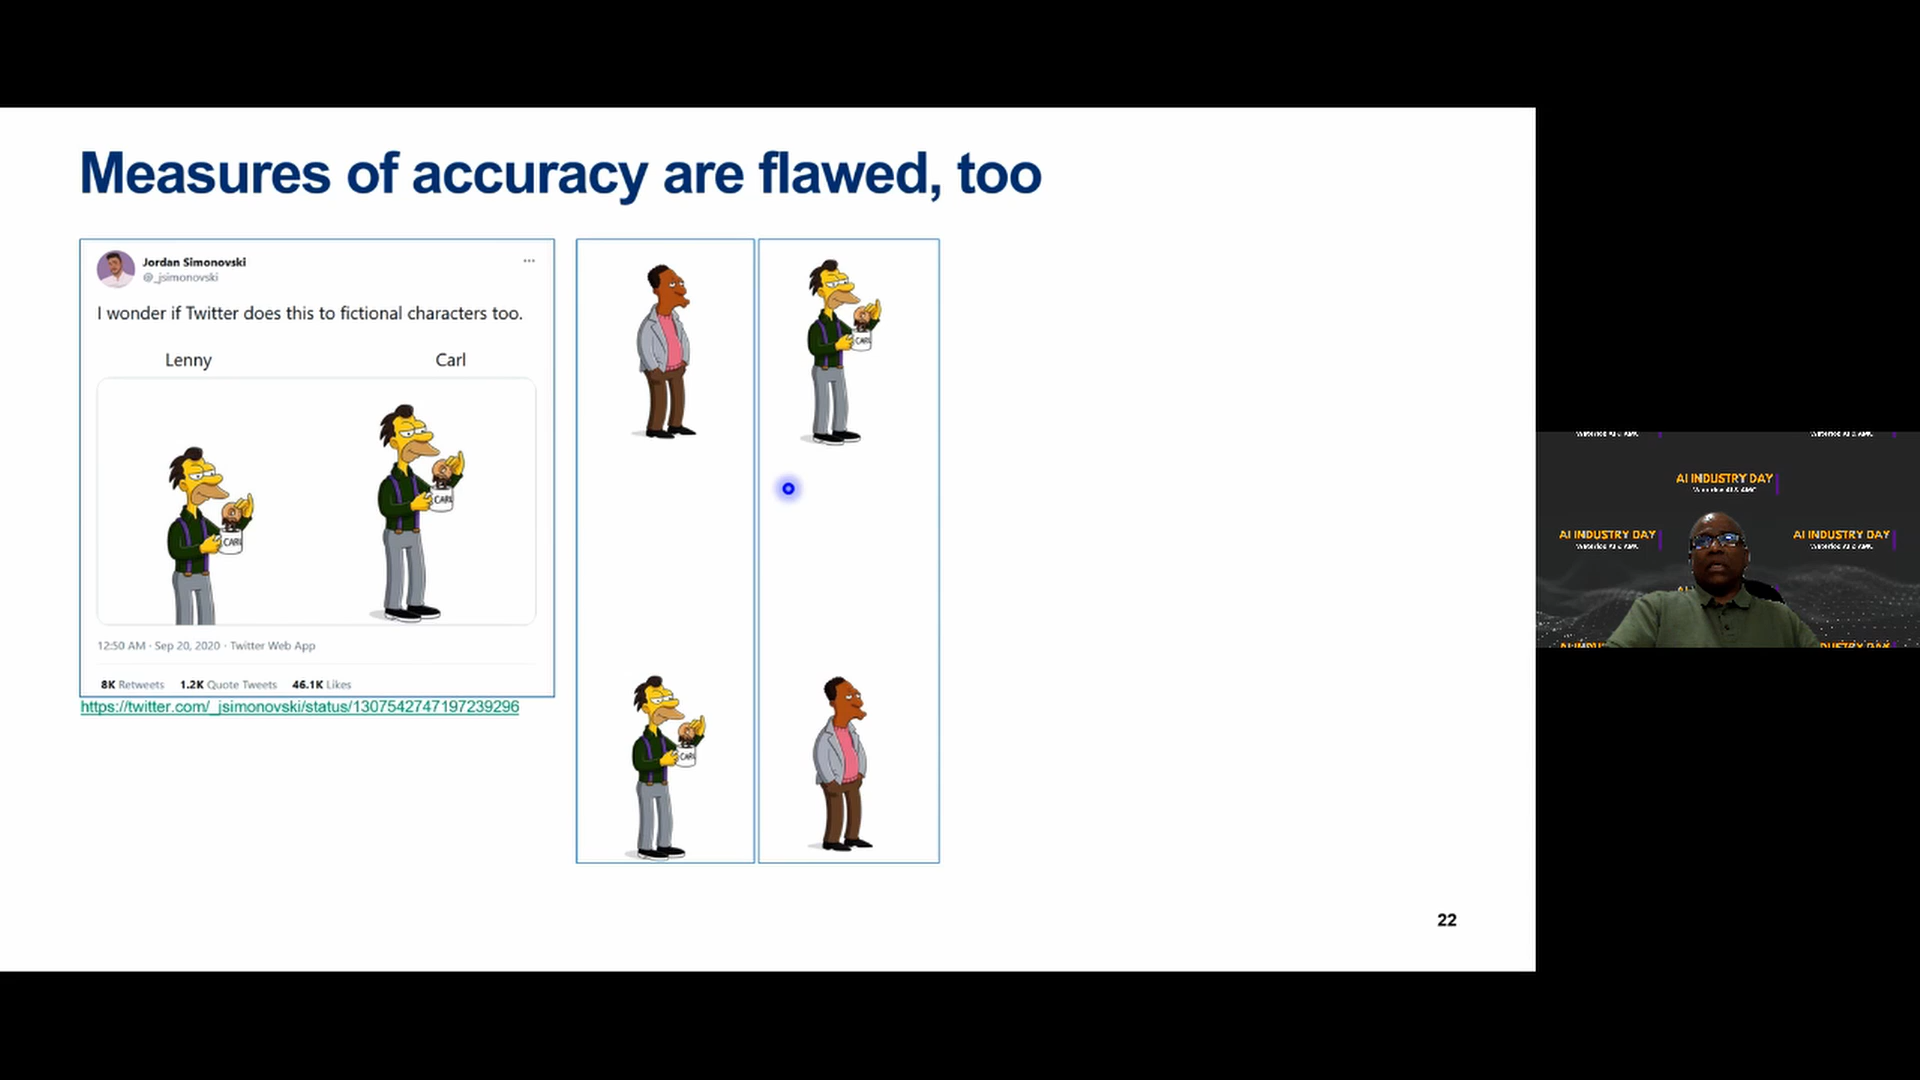 Measures of accuracy are flawed, too
Jordan Simonovski
@_jsimonovski
I wonder if Twitter does this to fictional characters too.
Lenny
Carl
CARL
CARL
12:50 AM · Sep 20, 2020 · Twitter Web App
8K Retweets 1.2K Quote Tweets 46.1K Likes
https://twitter.com/_jsimonovski/status/1307542747197239296
CARL
CARL
22
AI INDUSTRY DAY
AI INDUSTRY DAY
AI INDUSTRY DAY